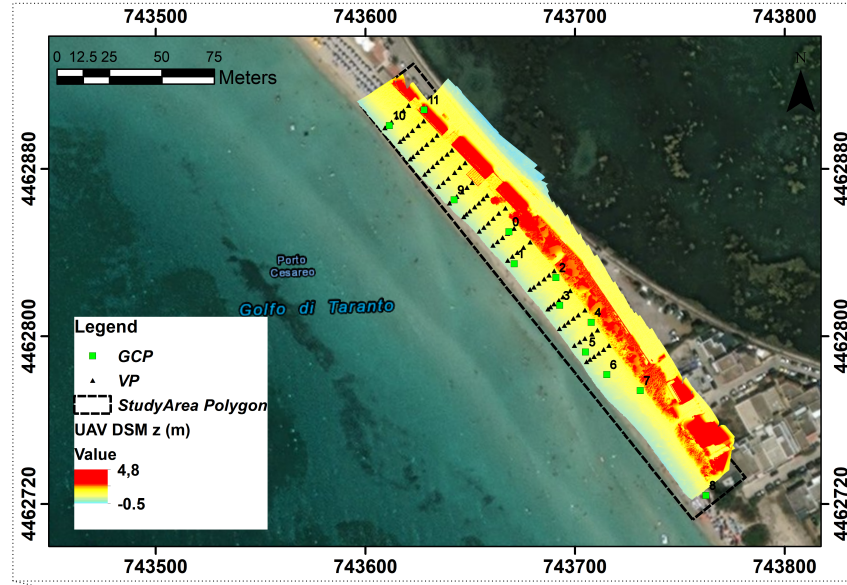 743500 743600 743700 743800
0 12.5 25 50 75
Meters
N
11
10
4462880 4462880
9
0
1
2
Porto
Cesareo
3
Golfo di Taranto
4
4462800 4462800
5
6
7
Legend
GCP
VP
StudyArea Polygon
UAV DSM z (m)
Value
4,8
-0.5
8
4462720 4462720
743500 743600 743700 743800